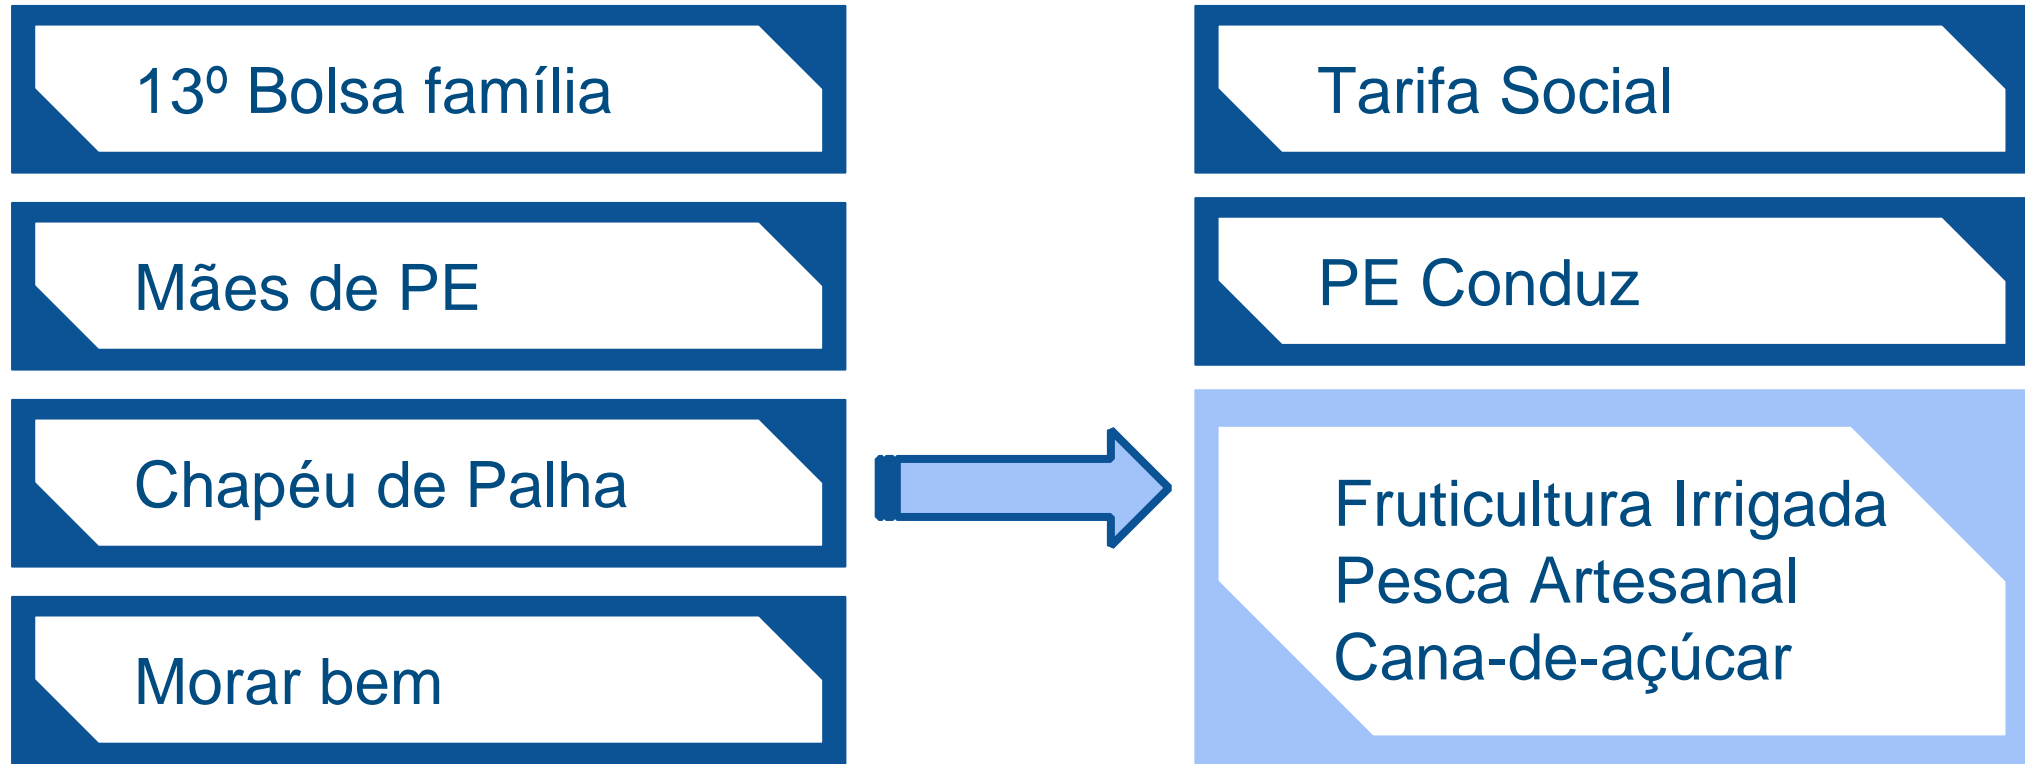 13º Bolsa família
Mães de PE
Chapéu de Palha
Morar bem
Tarifa Social
PE Conduz
Fruticultura Irrigada
Pesca Artesanal
Cana-de-açúcar